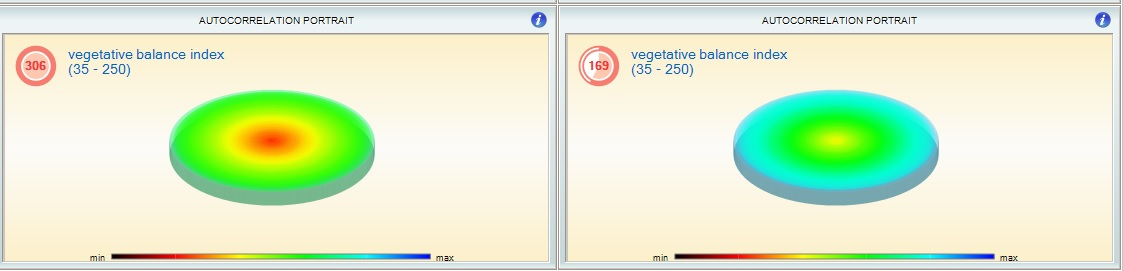 AUTOCORRELATION PORTRAIT
i
306
vegetative balance index
(35 - 250)
min
max
AUTOCORRELATION PORTRAIT
i
169
vegetative balance index
(35 - 250)
min
max